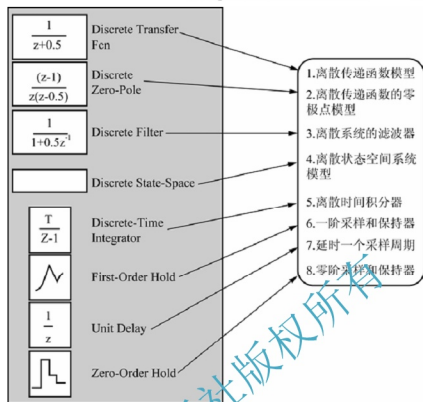 1
z+0.5
Discrete Transfer
Fcn
(z-1)
z(z-0.5)
Discrete
Zero-Pole
1
1+0.5z⁻¹
Discrete Filter
Discrete State-Space
T
Z-1
Discrete-Time
Integrator
First-Order Hold
1
z
Unit Delay
Zero-Order Hold
1.离散传递函数模型
2.离散传递函数的零
极点模型
3.离散系统的滤波器
4.离散状态空间系统
模型
5.离散时间积分器
6.一阶采样和保持器
7.延时一个采样周期
8.零阶采样和保持器
社版权所有